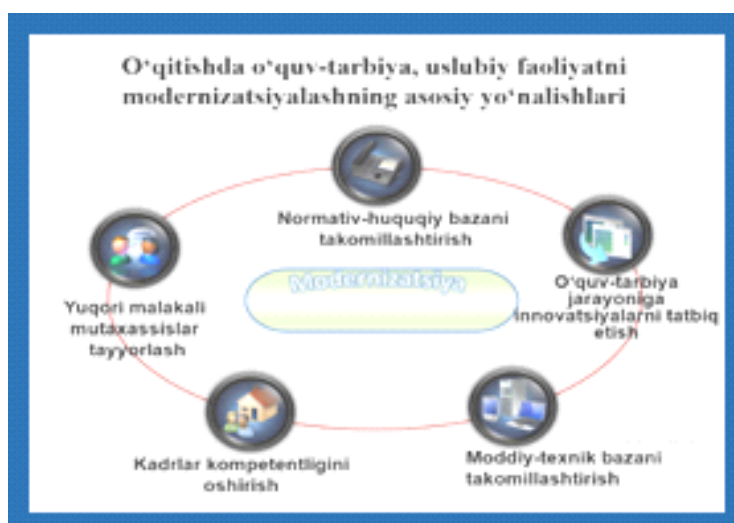 O‘qitishda o‘quv-tarbiya, uslubiy faoliyatni
modernizatsiyalashning asosiy yo‘nalishlari
Normativ-huquqiy bazani
takomillashtirish
O‘quv-tarbiya
jarayoniga
innovatsiyalarni tatbiq
etish
Modernizatsiya
Yuqori malakali
mutaxassislar
tayyorlash
Kadrlar kompetentligini
oshirish
Moddiy-texnik bazani
takomillashtirish